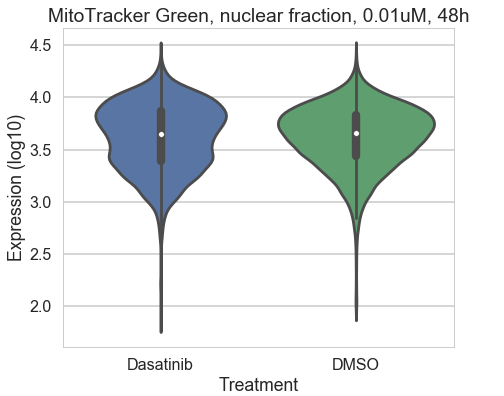 MitoTracker Green, nuclear fraction, 0.01uM, 48h
Expression (log10)
4.5
4.0
3.5
3.0
2.5
2.0
Dasatinib DMSO
Treatment